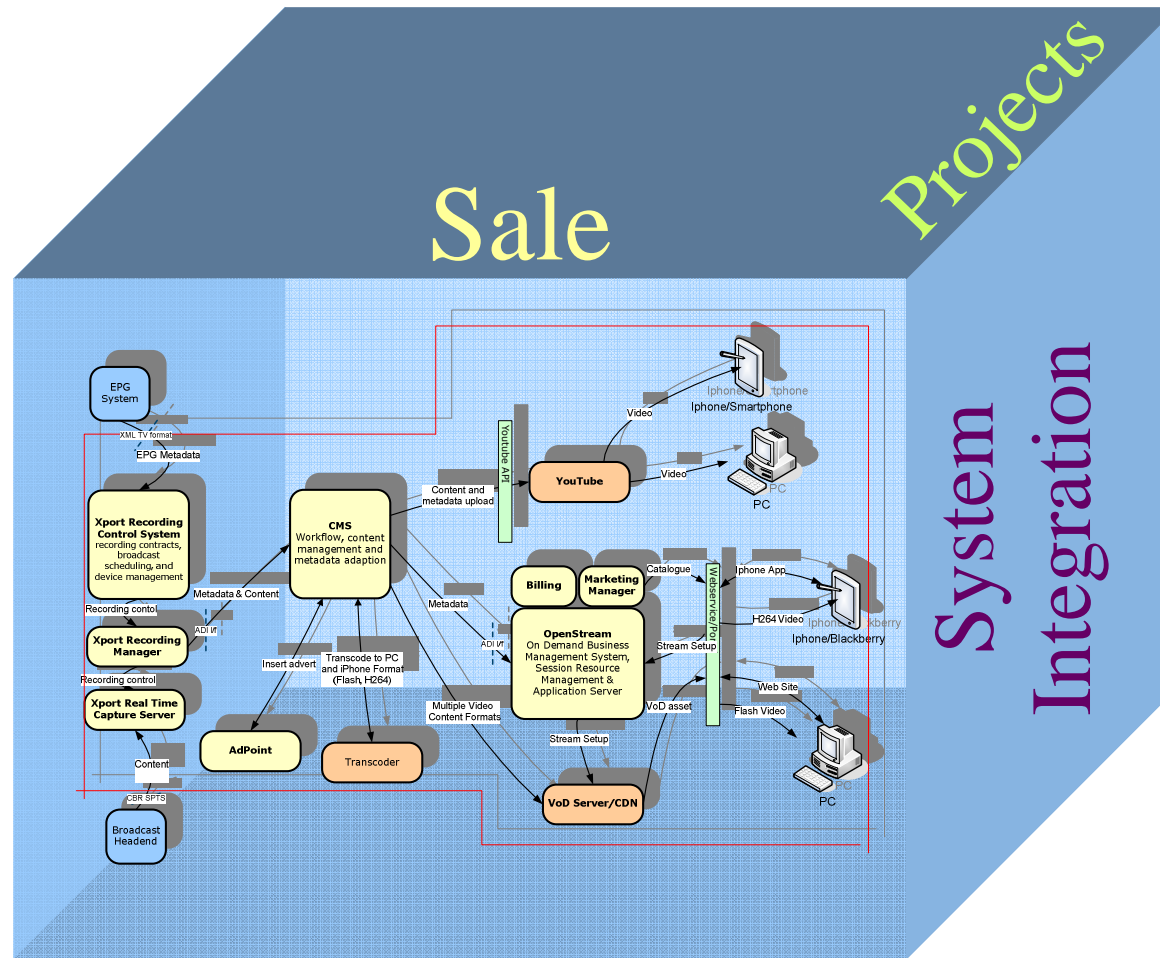 Projects
Sale
System
Integration
EPG
System
XML TV format
EPG Metadata
Xport Recording
Control System
recording contracts,
broadcast
scheduling, and
device management
Recording contol
Metadata & Content
ADI I/f
Xport Recording
Manager
Recording control
Xport Real Time
Capture Server
Content
CBR SPTS
Broadcast
Headend
CMS
Workflow, content
management and
metadata adaption
Insert advert
Transcode to PC
and iPhone Format
(Flash, H264)
AdPoint
Transcoder
Content and
metadata upload
Youtube API
YouTube
Video
Video
Iphone/Smartphone
PC
PC
Metadata
ADI I/f
Multiple Video
Content Formats
Billing
Marketing
Manager
Catalogue
OpenStream
On Demand Business
Management System,
Session Resource
Management &
Application Server
Webservice/Por
Iphone App
H264 Video
Iphone/Blackberry
Stream Setup
VoD asset
Web Site
Flash Video
Stream Setup
VoD Server/CDN
PC
PC